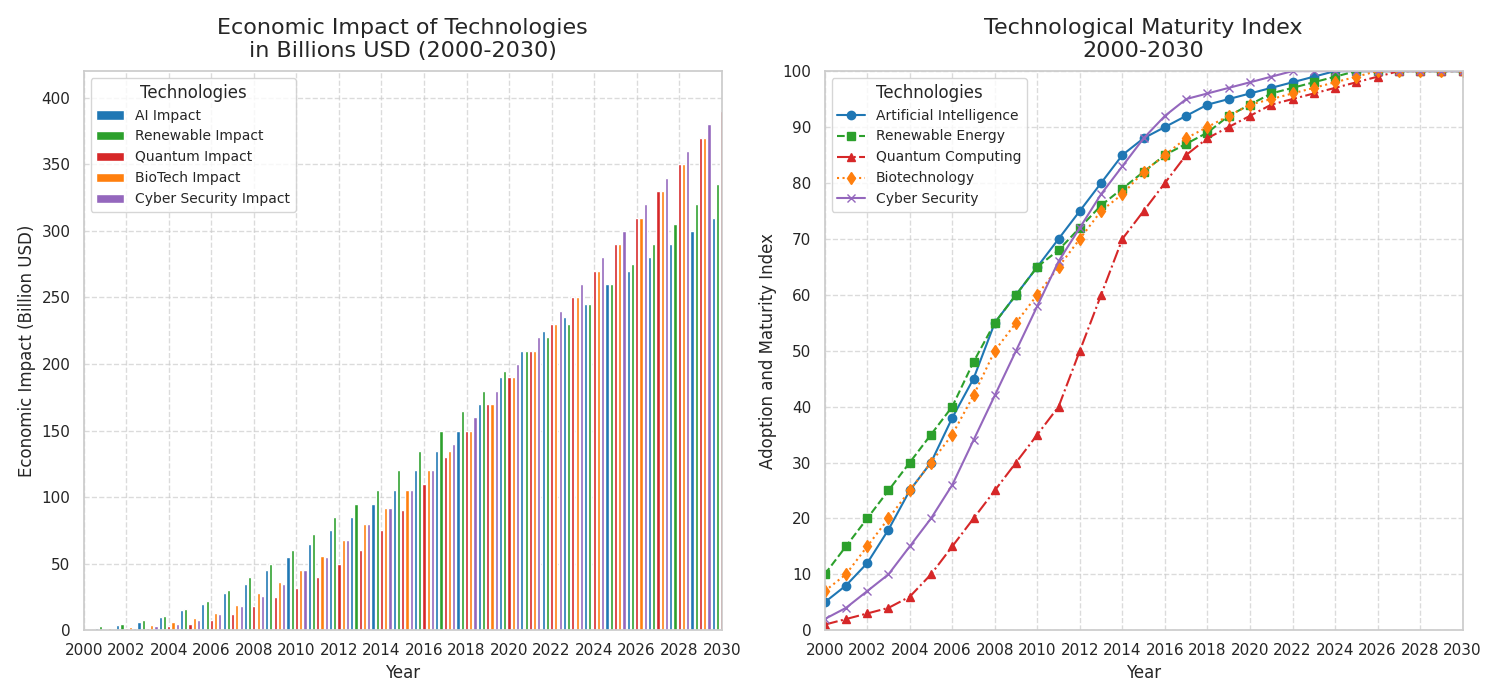 Economic Impact of Technologies
in Billions USD (2000-2030)
Technologies
AI Impact
Renewable Impact
Quantum Impact
BioTech Impact
Cyber Security Impact
Economic Impact (Billion USD)
400
350
300
250
200
150
100
50
0
2000 2002 2004 2006 2008 2010 2012 2014 2016 2018 2020 2022 2024 2026 2028 2030
Year
Technological Maturity Index
2000-2030
Technologies
Artificial Intelligence
Renewable Energy
Quantum Computing
Biotechnology
Cyber Security
Adoption and Maturity Index
100
90
80
70
60
50
40
30
20
10
0
2000 2002 2004 2006 2008 2010 2012 2014 2016 2018 2020 2022 2024 2026 2028 2030
Year